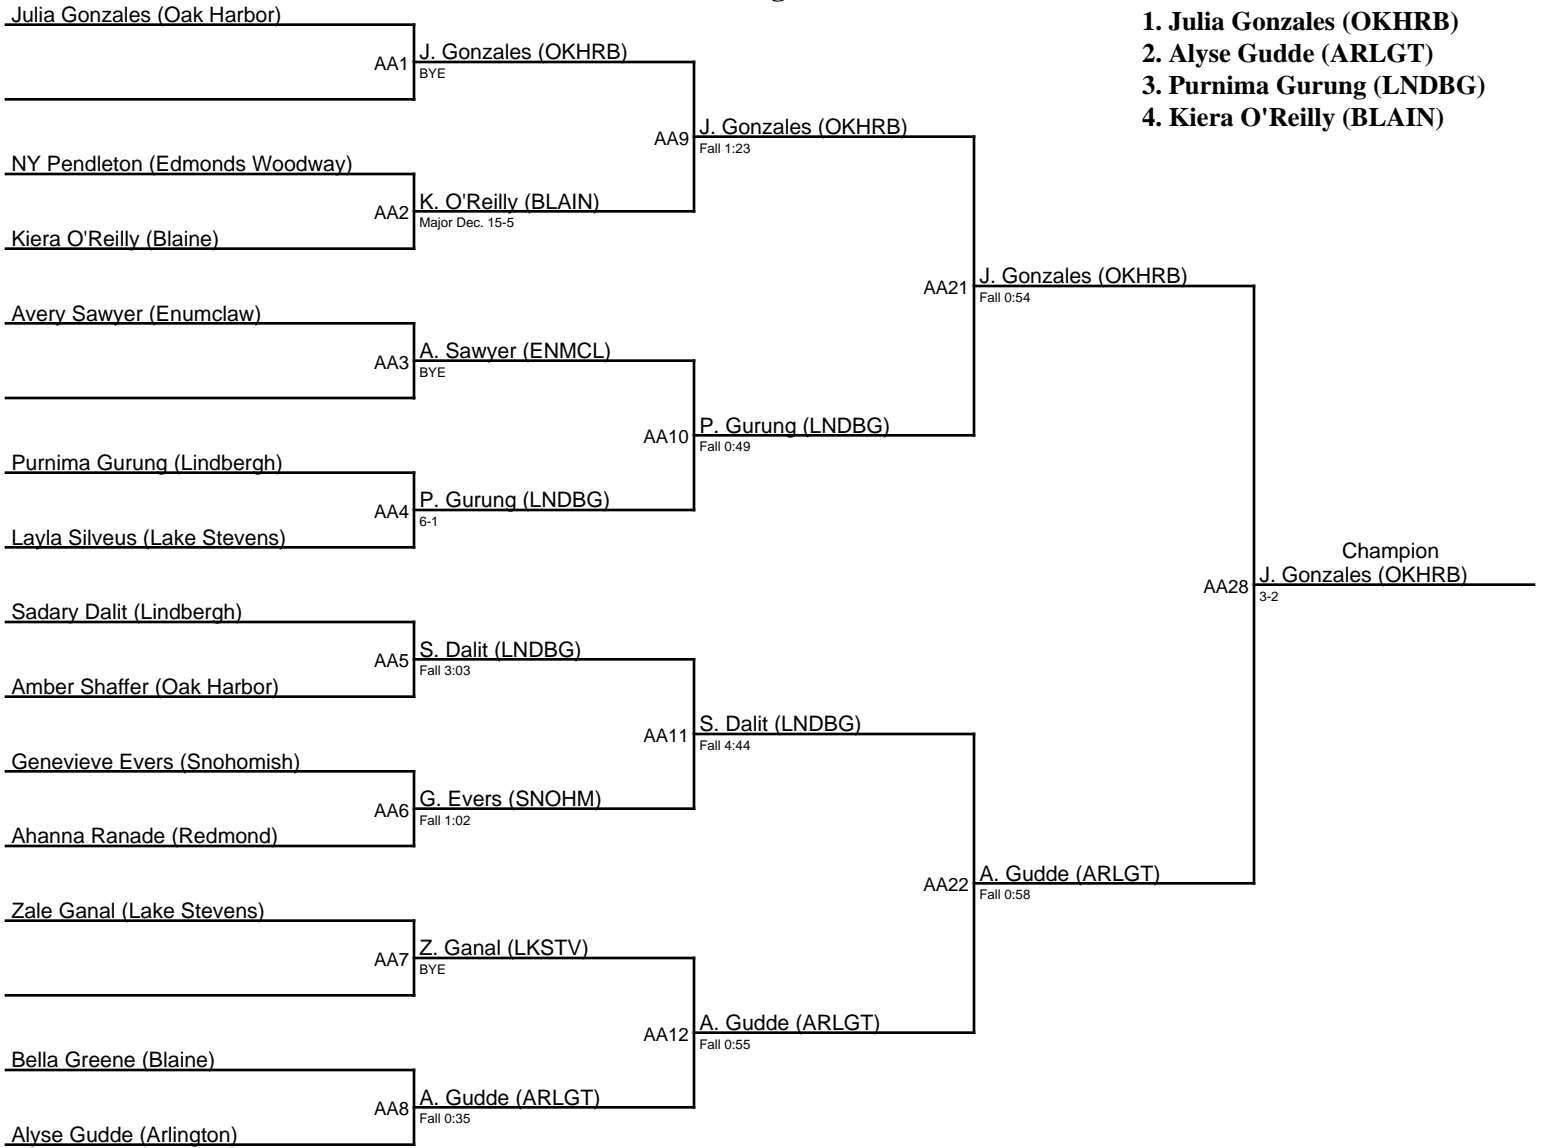 Julia Gonzales (Oak Harbor)
NY Pendleton (Edmonds Woodway)
Kiera O'Reilly (Blaine)
Avery Sawyer (Enumclaw)
Purnima Gurung (Lindbergh)
Layla Silveus (Lake Stevens)
Sadary Dalit (Lindbergh)
Amber Shaffer (Oak Harbor)
Genevieve Evers (Snohomish)
Ahanna Ranade (Redmond)
Zale Ganal (Lake Stevens)
Bella Greene (Blaine)
Alyse Gudde (Arlington)
AA1
J. Gonzales (OKHRB)
BYE
AA2
K. O'Reilly (BLAIN)
Major Dec. 15-5
AA3
A. Sawyer (ENMCL)
BYE
AA4
P. Gurung (LNDBG)
6-1
AA5
S. Dalit (LNDBG)
Fall 3:03
AA6
G. Evers (SNOHM)
Fall 1:02
AA7
Z. Ganal (LKSTV)
BYE
AA8
A. Gudde (ARLGT)
Fall 0:35
AA9
J. Gonzales (OKHRB)
Fall 1:23
AA10
P. Gurung (LNDBG)
Fall 0:49
AA11
S. Dalit (LNDBG)
Fall 4:44
AA12
A. Gudde (ARLGT)
Fall 0:55
AA21
J. Gonzales (OKHRB)
Fall 0:54
AA22
A. Gudde (ARLGT)
Fall 0:58
AA28
Champion
J. Gonzales (OKHRB)
3-2
1. Julia Gonzales (OKHRB)
2. Alyse Gudde (ARLGT)
3. Purnima Gurung (LNDBG)
4. Kiera O'Reilly (BLAIN)